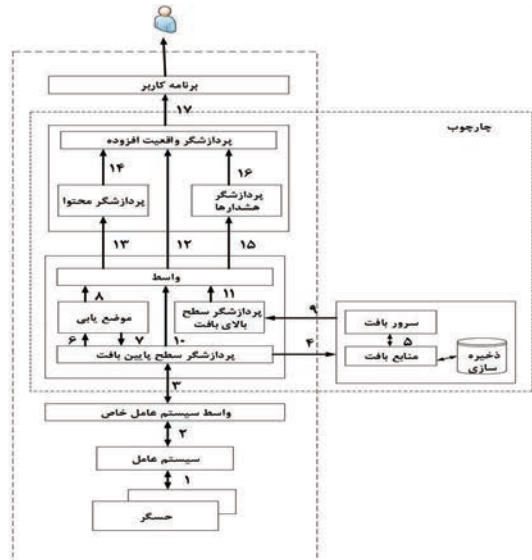 برنامه کاربر
۱۷
چارچوب
پردازشگر واقعیت افزوده
۱۴
۱۶
پردازشگر محتوا
پردازشگر
هشدارها
۱۳
۱۲
۱۵
واسط
۸
۱۱
۹
موضع یابی
پردازشگر سطح
بالای بافت
سرور بافت
۶
۷
۱۰
۴
۵
پردازشگر سطح پایین بافت
منابع بافت
ذخیره
سازی
۳
واسط سیستم عامل خاص
۲
سیستم عامل
۱
حسگر